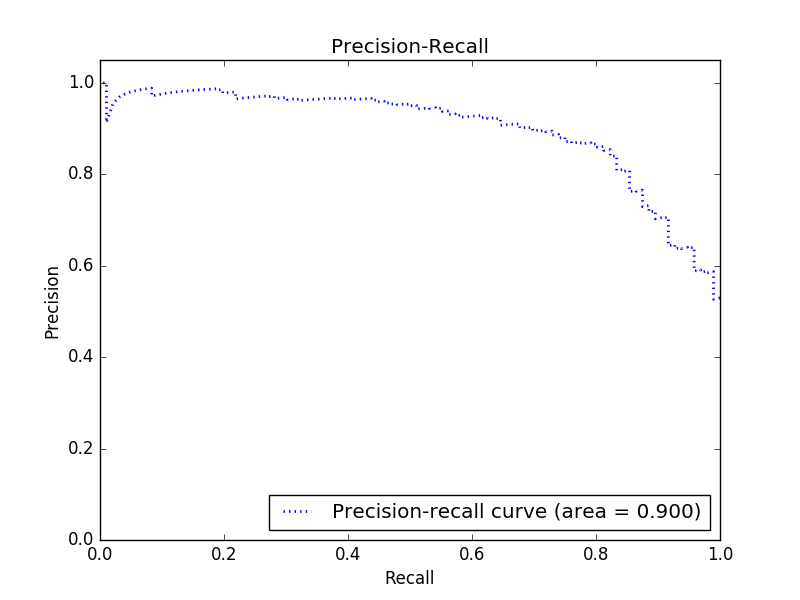 Precision-Recall
1.0
0.8
0.6
0.4
0.2
0.0
Precision
Precision-recall curve (area = 0.900)
0.0 0.2 0.4 0.6 0.8 1.0
Recall